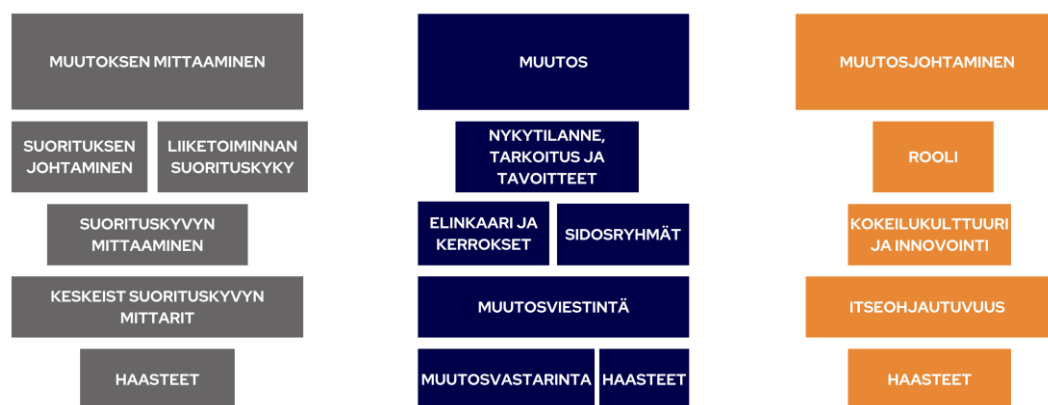 MUUTOKSEN MITTAAMINEN
SUORITUKSEN
JOHTAMINEN
LIIKETOIMINNAN
SUORITUSKYKY
SUORITUSKYVYN
MITTAAMINEN
KESKEIST SUORITUSKYVYN
MITTARIT
HAASTEET
MUUTOS
NYKYTILANNE,
TARKOITUS JA
TAVOITTEET
ELINKAARI JA
KERROKSET
SIDOSRYHMÄT
MUUTOSVIESTINTÄ
MUUTOSVASTARINTA
HAASTEET
MUUTOSJOHTAMINEN
ROOLI
KOKEILUKULTTUURI
JA INNOVOINTI
ITSEOHJAUTUVUUS
HAASTEET